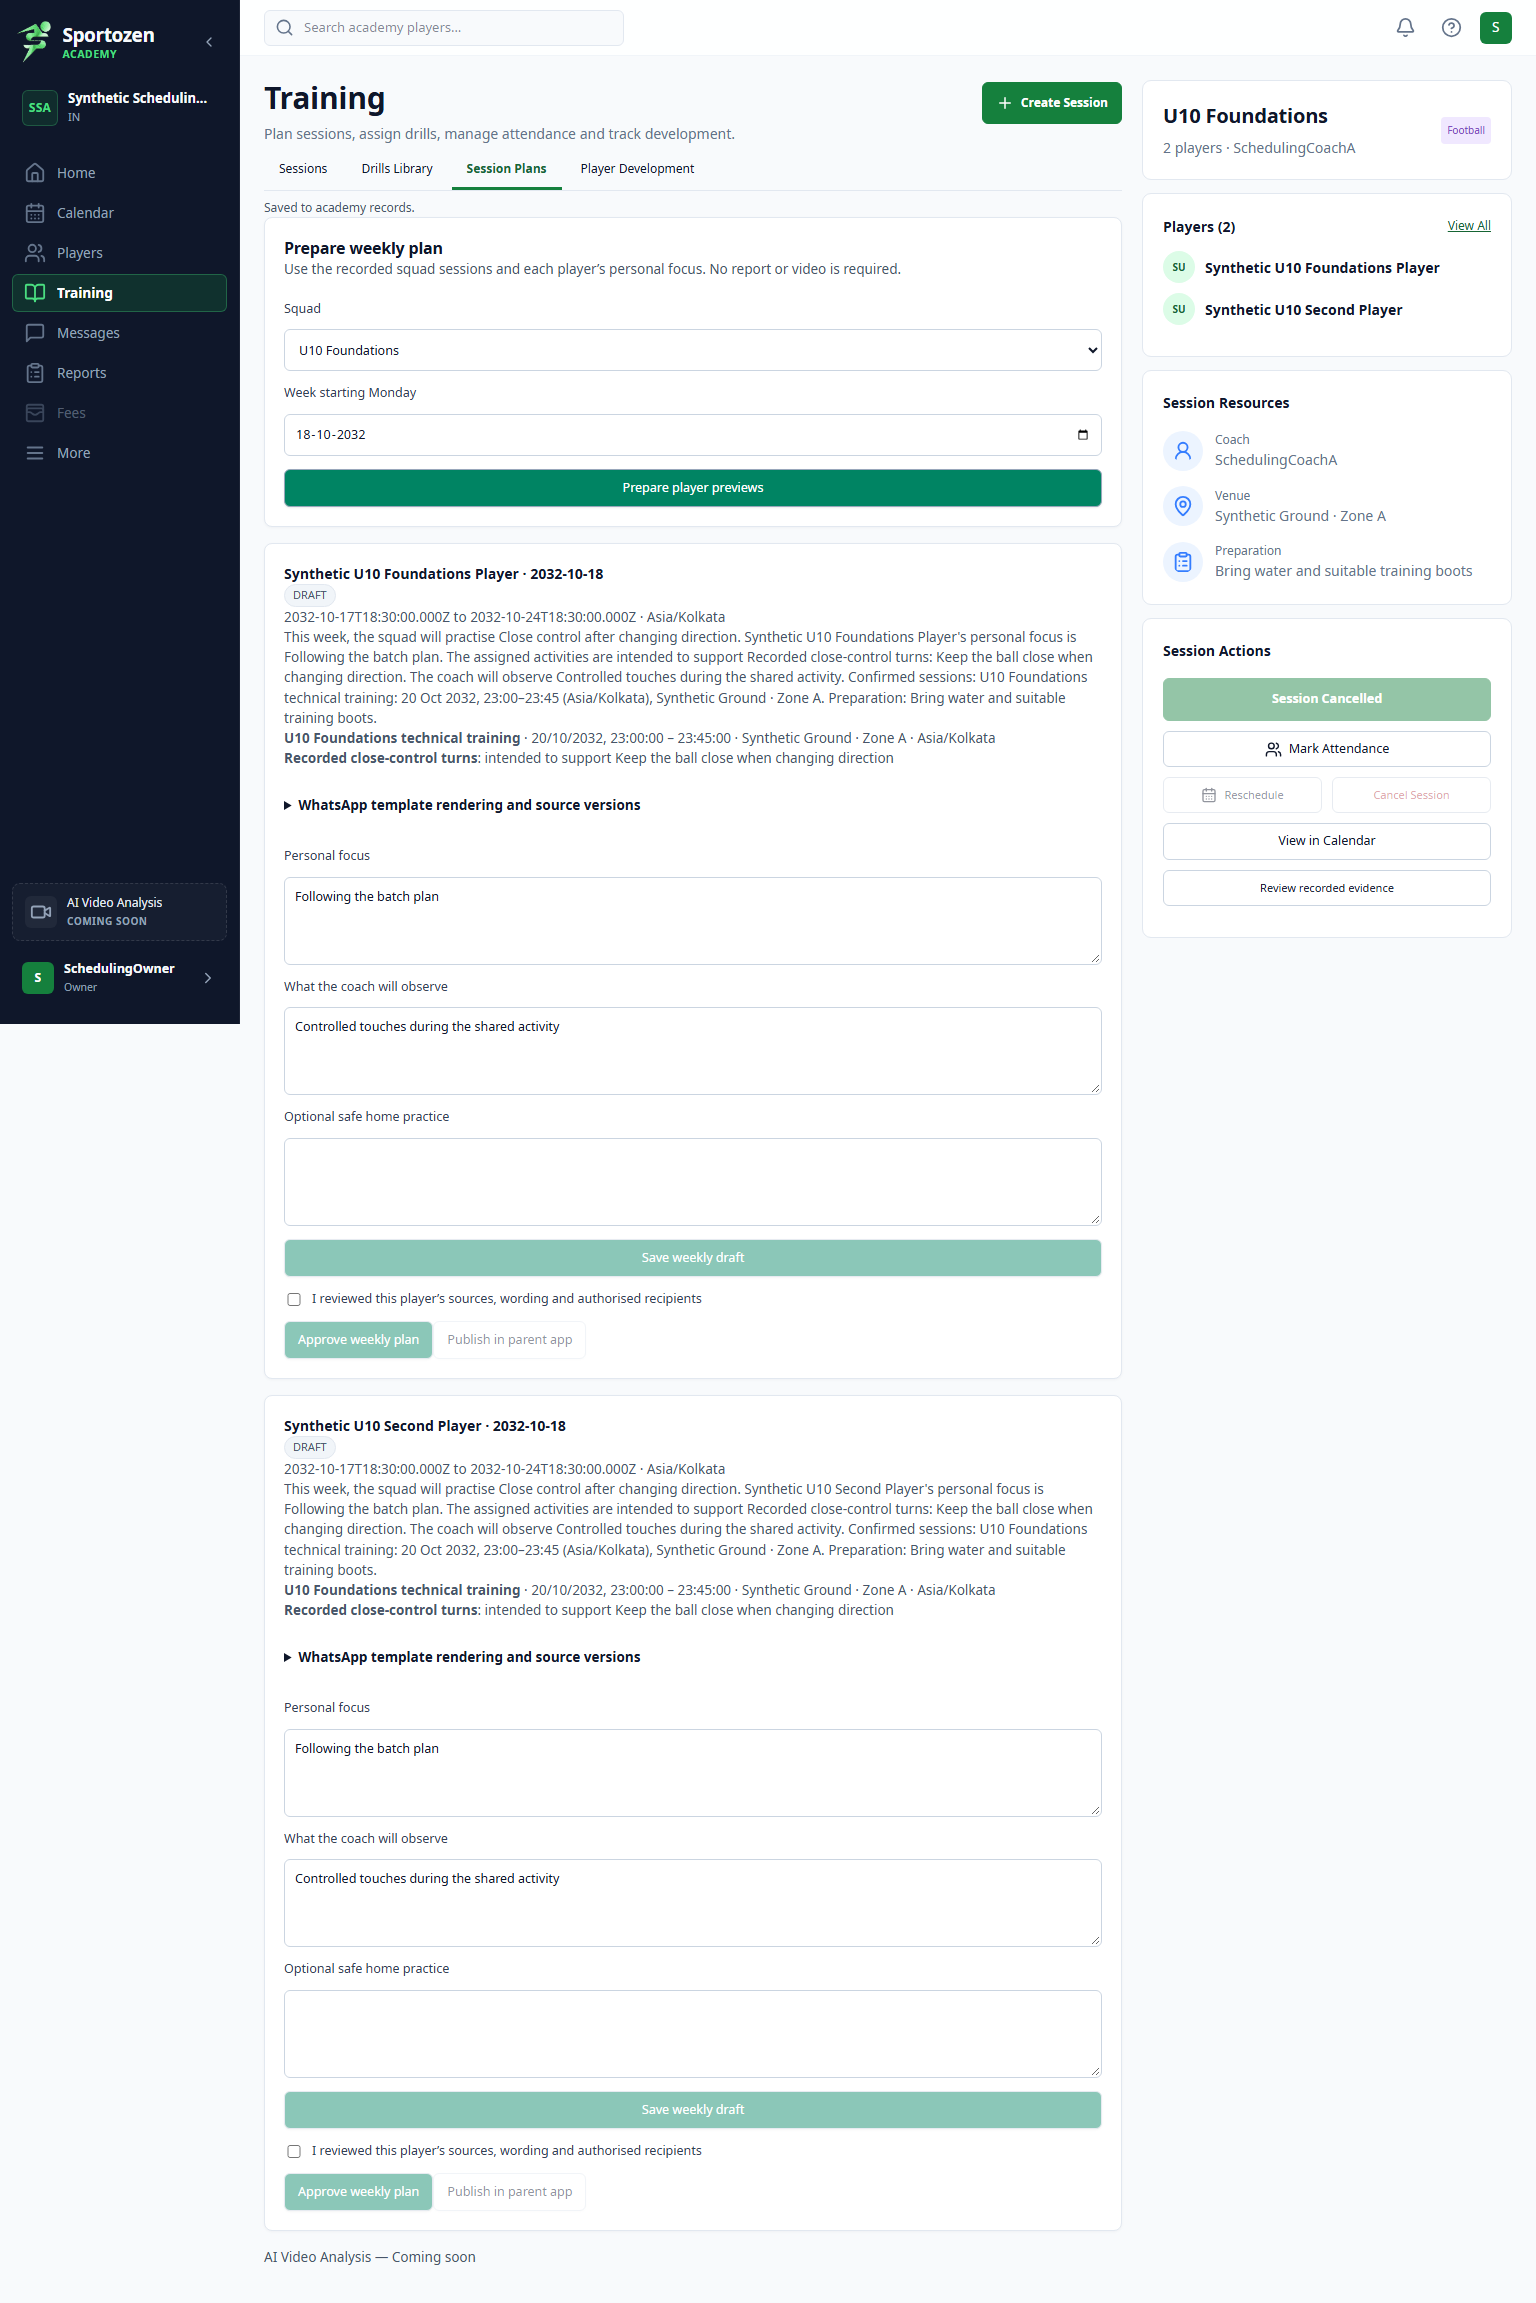 Sportozen
ACADEMY
SSA
Synthetic Schedulin...
IN
Home
Calendar
Players
Training
Messages
Reports
Fees
More
AI Video Analysis
COMING SOON
S
SchedulingOwner
Owner
Search academy players...
S
Training
Plan sessions, assign drills, manage attendance and track development.
Create Session
Sessions
Drills Library
Session Plans
Player Development
Saved to academy records.
Prepare weekly plan
Use the recorded squad sessions and each player’s personal focus. No report or video is required.
Squad
U10 Foundations
Week starting Monday
18-10-2032
Prepare player previews
Synthetic U10 Foundations Player · 2032-10-18
DRAFT
2032-10-17T18:30:00.000Z to 2032-10-24T18:30:00.000Z · Asia/Kolkata
This week, the squad will practise Close control after changing direction. Synthetic U10 Foundations Player's personal focus is
Following the batch plan. The assigned activities are intended to support Recorded close-control turns: Keep the ball close when
changing direction. The coach will observe Controlled touches during the shared activity. Confirmed sessions: U10 Foundations
technical training: 20 Oct 2032, 23:00–23:45 (Asia/Kolkata), Synthetic Ground · Zone A. Preparation: Bring water and suitable
training boots.
U10 Foundations technical training · 20/10/2032, 23:00:00 – 23:45:00 · Synthetic Ground · Zone A · Asia/Kolkata
Recorded close-control turns: intended to support Keep the ball close when changing direction
WhatsApp template rendering and source versions
Personal focus
Following the batch plan
What the coach will observe
Controlled touches during the shared activity
Optional safe home practice
Save weekly draft
I reviewed this player’s sources, wording and authorised recipients
Approve weekly plan
Publish in parent app
Synthetic U10 Second Player · 2032-10-18
DRAFT
2032-10-17T18:30:00.000Z to 2032-10-24T18:30:00.000Z · Asia/Kolkata
This week, the squad will practise Close control after changing direction. Synthetic U10 Second Player's personal focus is
Following the batch plan. The assigned activities are intended to support Recorded close-control turns: Keep the ball close when
changing direction. The coach will observe Controlled touches during the shared activity. Confirmed sessions: U10 Foundations
technical training: 20 Oct 2032, 23:00–23:45 (Asia/Kolkata), Synthetic Ground · Zone A. Preparation: Bring water and suitable
training boots.
U10 Foundations technical training · 20/10/2032, 23:00:00 – 23:45:00 · Synthetic Ground · Zone A · Asia/Kolkata
Recorded close-control turns: intended to support Keep the ball close when changing direction
WhatsApp template rendering and source versions
Personal focus
Following the batch plan
What the coach will observe
Controlled touches during the shared activity
Optional safe home practice
Save weekly draft
I reviewed this player’s sources, wording and authorised recipients
Approve weekly plan
Publish in parent app
AI Video Analysis — Coming soon
U10 Foundations
2 players · SchedulingCoachA
Football
Players (2)
View All
SU
Synthetic U10 Foundations Player
SU
Synthetic U10 Second Player
Session Resources
Coach
SchedulingCoachA
Venue
Synthetic Ground · Zone A
Preparation
Bring water and suitable training boots
Session Actions
Session Cancelled
Mark Attendance
Reschedule
Cancel Session
View in Calendar
Review recorded evidence